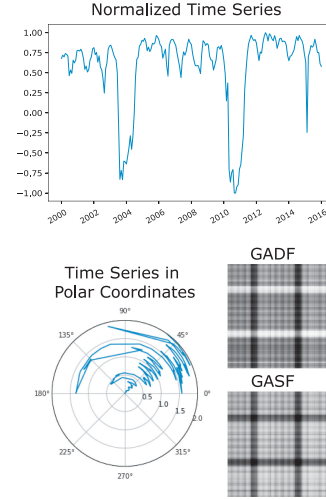 Normalized Time Series
1.00
0.75
0.50
0.25
0.00
−0.25
−0.50
−0.75
−1.00
2000 2002 2004 2006 2008 2010 2012 2014 2016
Time Series in
Polar Coordinates
90°
135° 45°
180° 0°
0.5 1.0 1.5 2.0
225° 315°
270°
GADF
GASF